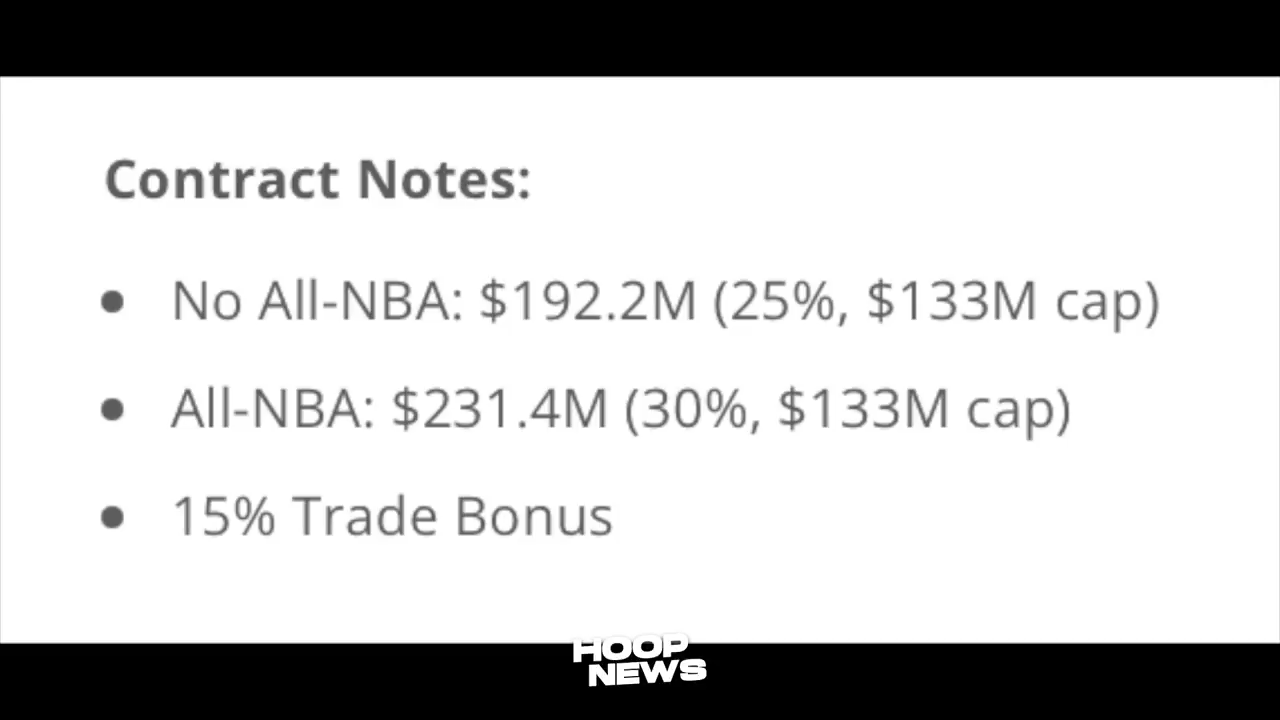 Contract Notes:
• No All-NBA: $192.2M (25%, $133M cap)
• All-NBA: $231.4M (30%, $133M cap)
• 15% Trade Bonus
HOOP
NEWS